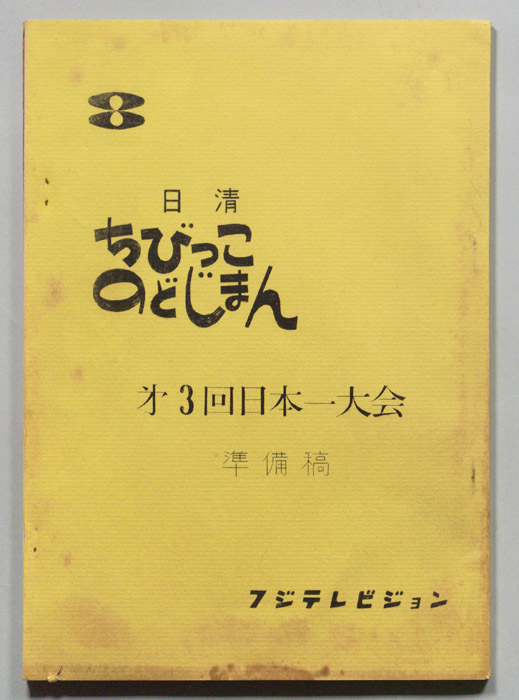 日清
ちびっこ
のどじまん
才3回日本一大会
準備稿
フジテレビジョン